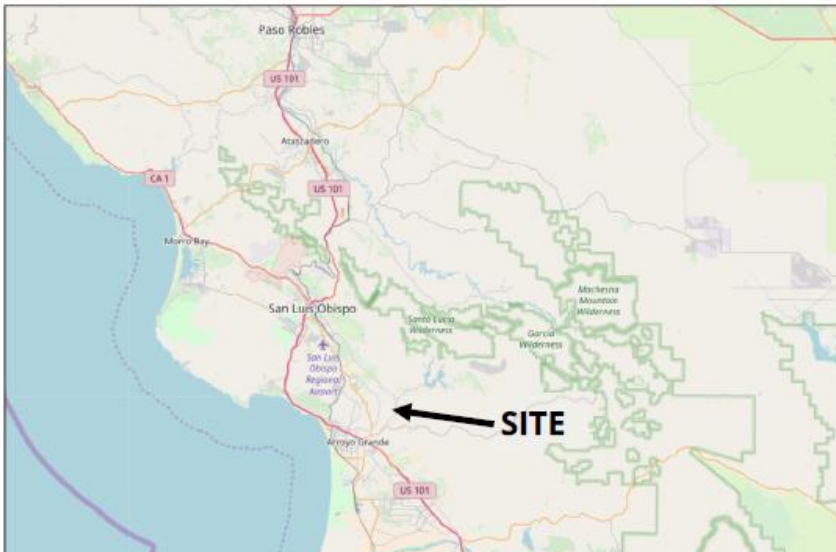 Paso Robles
US 101
Atascadero
CA 1
US 101
Morro Bay
San Luis Obispo
Santa Lucia
Wilderness
Machesna
Mountain
Wilderness
Garcia
Wilderness
San Luis
Obispo
Regional
Airport
SITE
Arroyo Grande
US 101